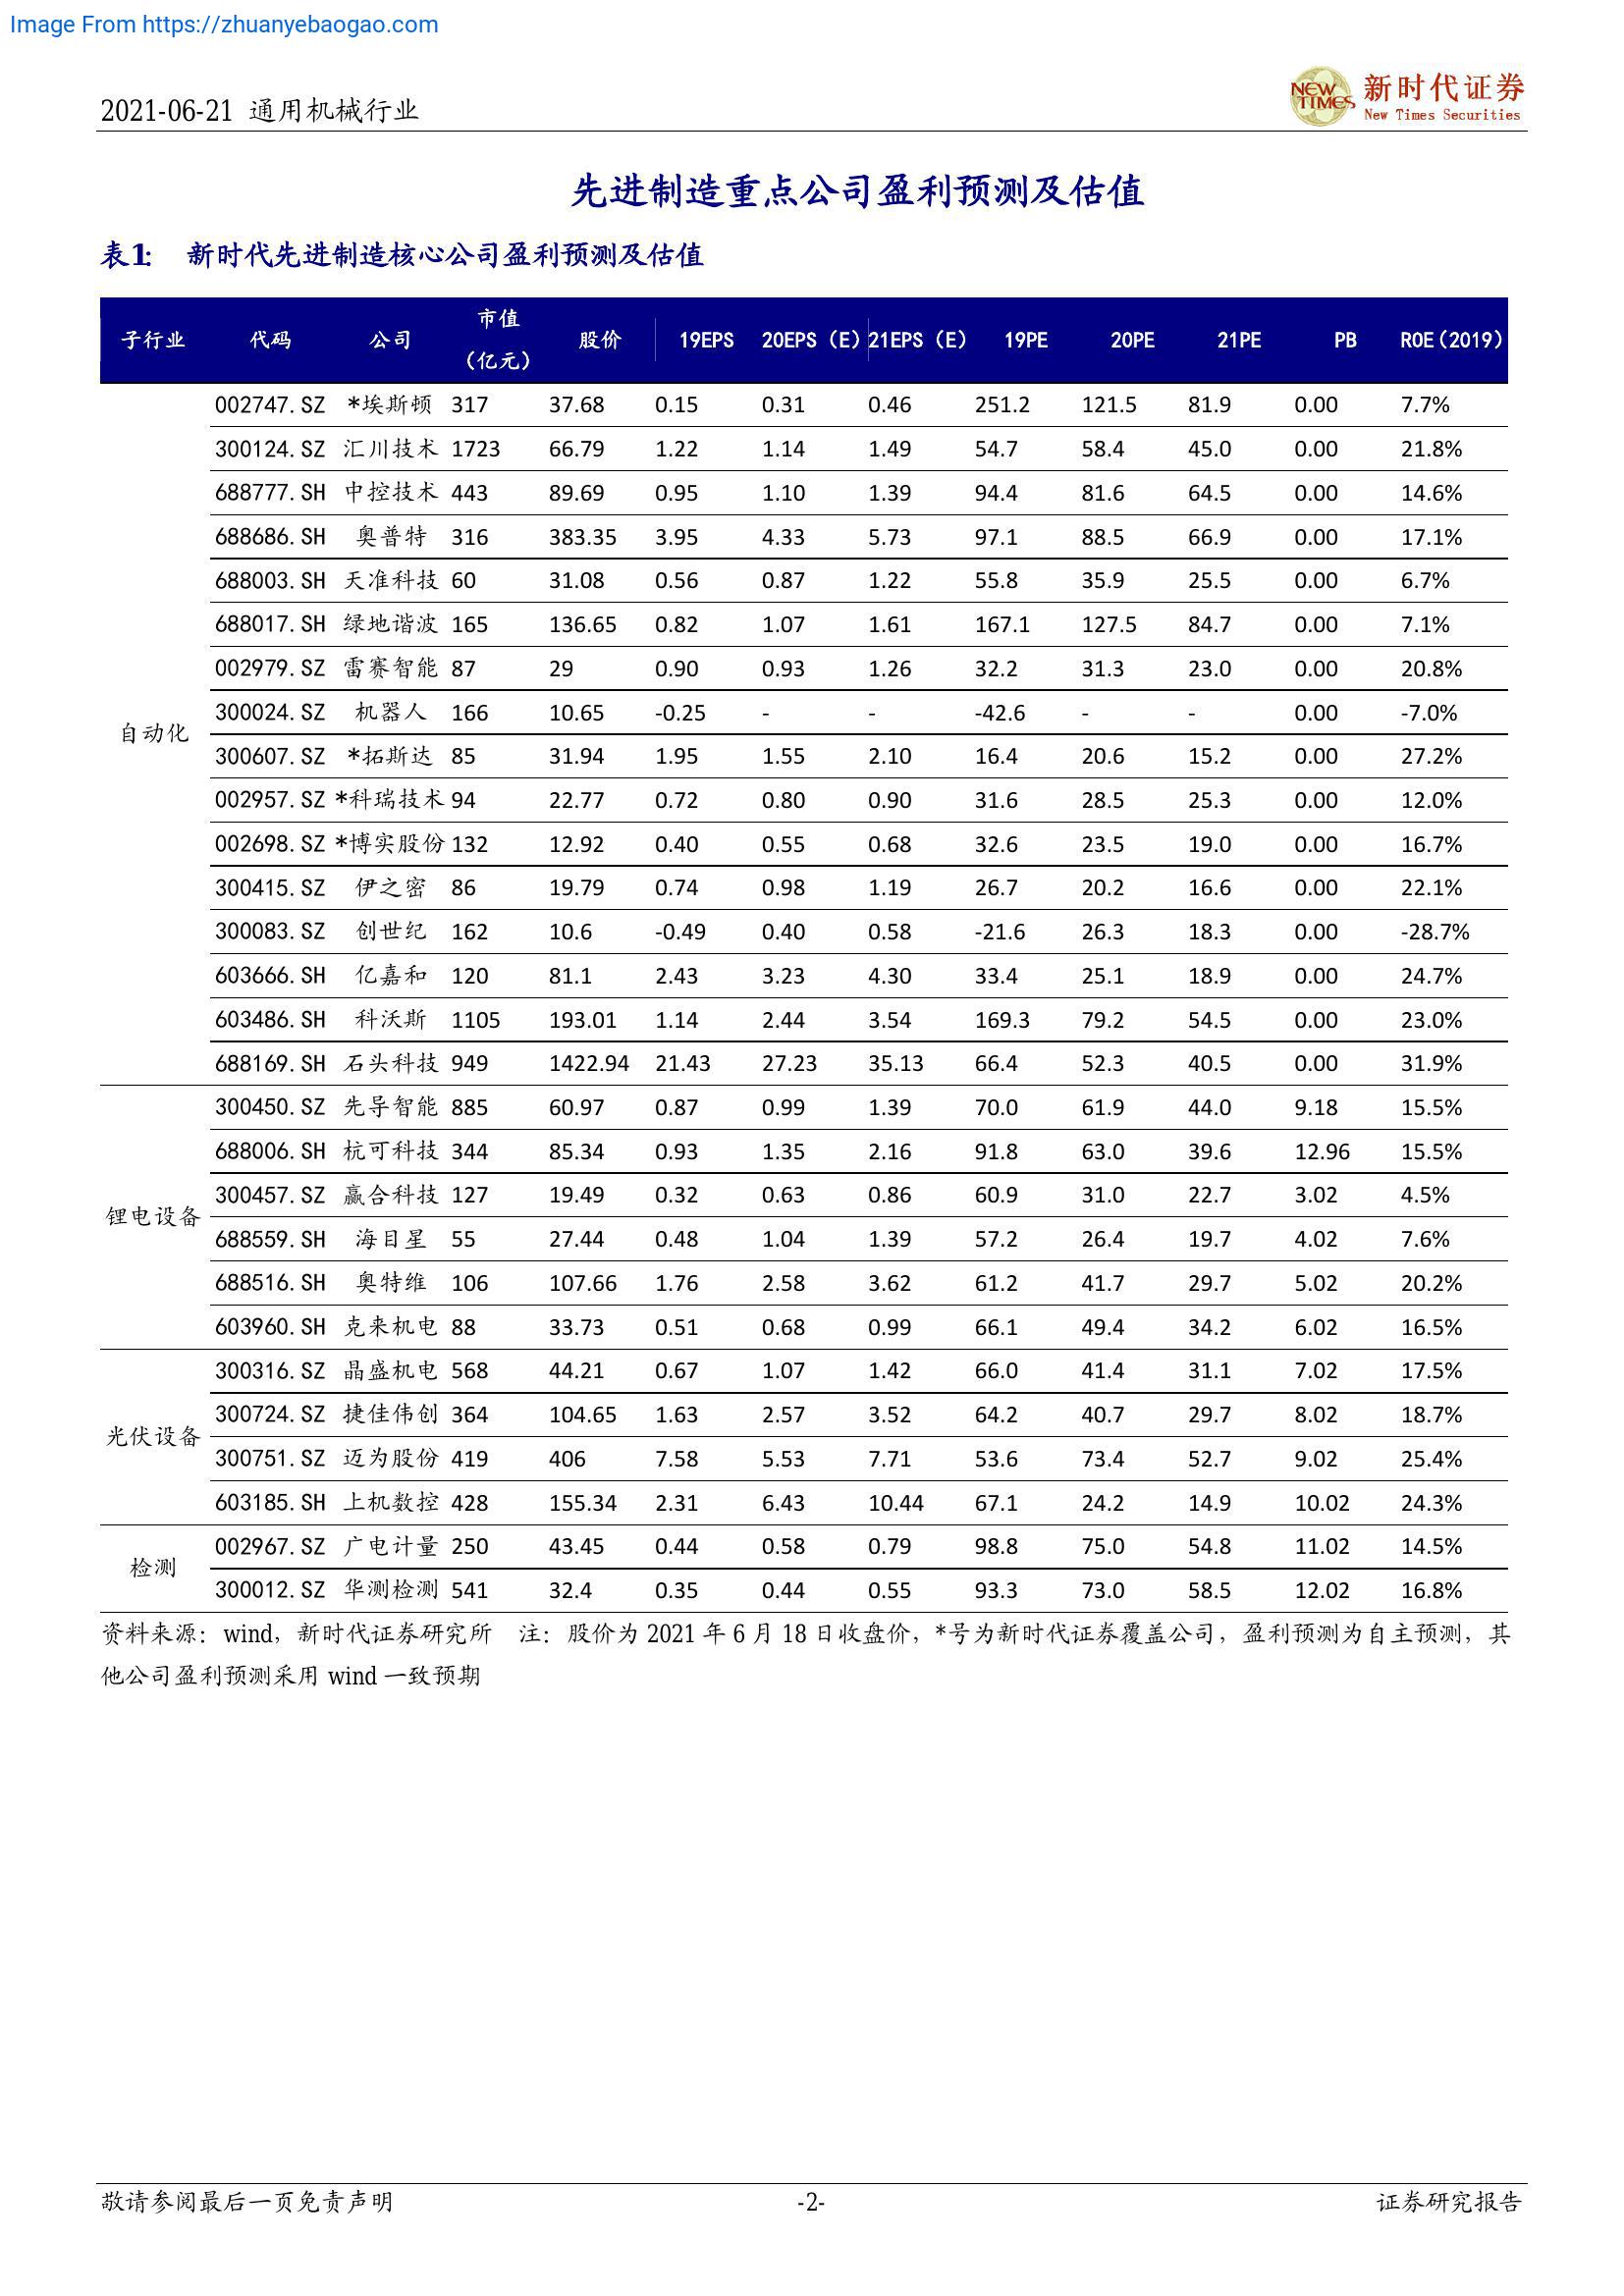 Image From https://zhuanyebaogao.com
2021-06-21 通用机械行业
NEW TIMES 新时代证券
New Times Securities
先进制造重点公司盈利预测及估值
表1: 新时代先进制造核心公司盈利预测及估值
子行业 代码 公司 市值（亿元） 股价 19EPS 20EPS（E） 21EPS（E） 19PE 20PE 21PE PB ROE(2019)
002747.SZ *埃斯顿 317 37.68 0.15 0.31 0.46 251.2 121.5 81.9 0.00 7.7%
300124.SZ 汇川技术 1723 66.79 1.22 1.14 1.49 54.7 58.4 45.0 0.00 21.8%
688777.SH 中控技术 443 89.69 0.95 1.10 1.39 94.4 81.6 64.5 0.00 14.6%
688686.SH 奥普特 316 383.35 3.95 4.33 5.73 97.1 88.5 66.9 0.00 17.1%
688003.SH 天准科技 60 31.08 0.56 0.87 1.22 55.8 35.9 25.5 0.00 6.7%
688017.SH 绿地谐波 165 136.65 0.82 1.07 1.61 167.1 127.5 84.7 0.00 7.1%
002979.SZ 雷赛智能 87 29 0.90 0.93 1.26 32.2 31.3 23.0 0.00 20.8%
300024.SZ 机器人 166 10.65 -0.25 - - -42.6 - - 0.00 -7.0%
自动化
300607.SZ *拓斯达 85 31.94 1.95 1.55 2.10 16.4 20.6 15.2 0.00 27.2%
002957.SZ *科瑞技术 94 22.77 0.72 0.80 0.90 31.6 28.5 25.3 0.00 12.0%
002698.SZ *博实股份 132 12.92 0.40 0.55 0.68 32.6 23.5 19.0 0.00 16.7%
300415.SZ 伊之密 86 19.79 0.74 0.98 1.19 26.7 20.2 16.6 0.00 22.1%
300083.SZ 创世纪 162 10.6 -0.49 0.40 0.58 -21.6 26.3 18.3 0.00 -28.7%
603666.SH 亿嘉和 120 81.1 2.43 3.23 4.30 33.4 25.1 18.9 0.00 24.7%
603486.SH 科沃斯 1105 193.01 1.14 2.44 3.54 169.3 79.2 54.5 0.00 23.0%
688169.SH 石头科技 949 1422.94 21.43 27.23 35.13 66.4 52.3 40.5 0.00 31.9%
300450.SZ 先导智能 885 60.97 0.87 0.99 1.39 70.0 61.9 44.0 9.18 15.5%
688006.SH 杭可科技 344 85.34 0.93 1.35 2.16 91.8 63.0 39.6 12.96 15.5%
300457.SZ 赢合科技 127 19.49 0.32 0.63 0.86 60.9 31.0 22.7 3.02 4.5%
锂电设备
688559.SH 海目星 55 27.44 0.48 1.04 1.39 57.2 26.4 19.7 4.02 7.6%
688516.SH 奥特维 106 107.66 1.76 2.58 3.62 61.2 41.7 29.7 5.02 20.2%
603960.SH 克来机电 88 33.73 0.51 0.68 0.99 66.1 49.4 34.2 6.02 16.5%
300316.SZ 晶盛机电 568 44.21 0.67 1.07 1.42 66.0 41.4 31.1 7.02 17.5%
300724.SZ 捷佳伟创 364 104.65 1.63 2.57 3.52 64.2 40.7 29.7 8.02 18.7%
光伏设备
300751.SZ 迈为股份 419 406 7.58 5.53 7.71 53.6 73.4 52.7 9.02 25.4%
603185.SH 上机数控 428 155.34 2.31 6.43 10.44 67.1 24.2 14.9 10.02 24.3%
002967.SZ 广电计量 250 43.45 0.44 0.58 0.79 98.8 75.0 54.8 11.02 14.5%
检测
300012.SZ 华测检测 541 32.4 0.35 0.44 0.55 93.3 73.0 58.5 12.02 16.8%
资料来源：wind，新时代证券研究所 注：股价为 2021 年 6 月 18 日收盘价，*号为新时代证券覆盖公司，盈利预测为自主预测，其
他公司盈利预测采用 wind 一致预期
敬请参阅最后一页免责声明 -2- 证券研究报告